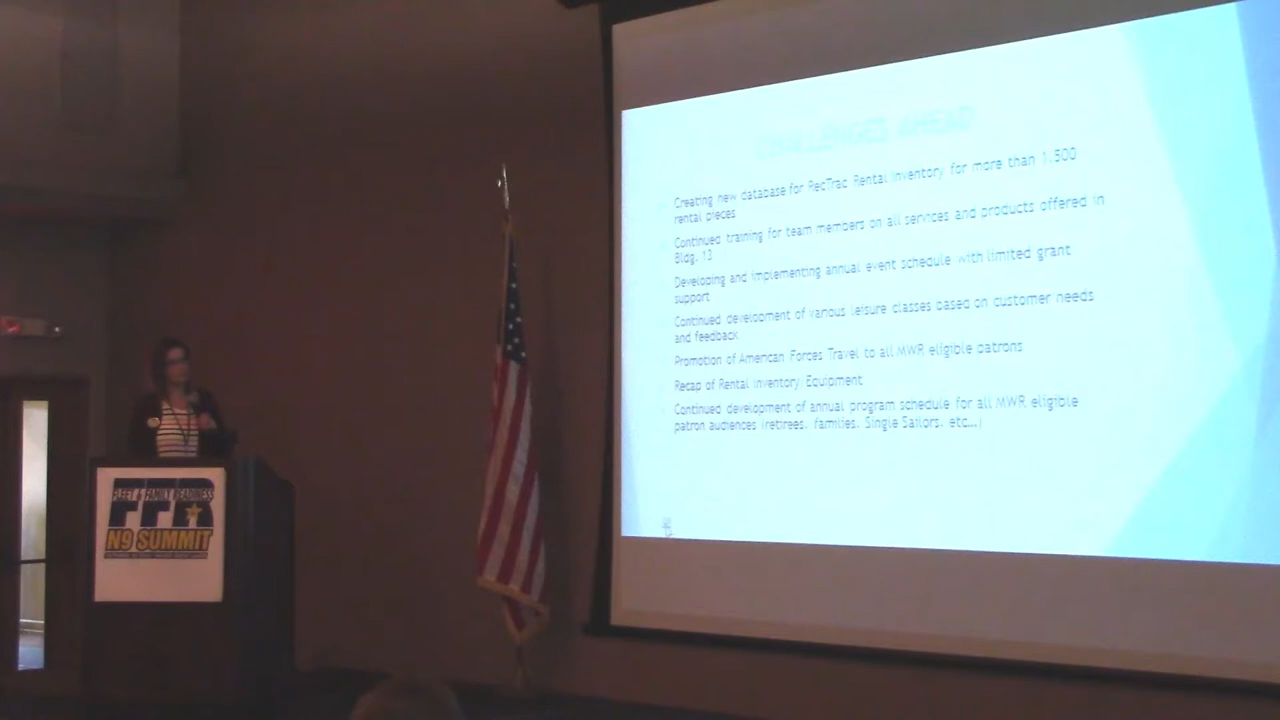 CHALLENGES AHEAD
Creating new database for RecTrac Rental Inventory for more than 1,500
rental pieces
Continued training for team members on all services and products offered in
Bldg. 13
Developing and implementing annual event schedule with limited grant
support
Continued development of various leisure classes based on customer needs
and feedback
Promotion of American Forces Travel to all MWR eligible patrons
Recap of Rental Inventory Equipment
Continued development of annual program schedule for all MWR eligible
patron audiences (retirees, families, Single Sailors, etc...)
FLEET & FAMILY READINESS
FFR
N9 SUMMIT